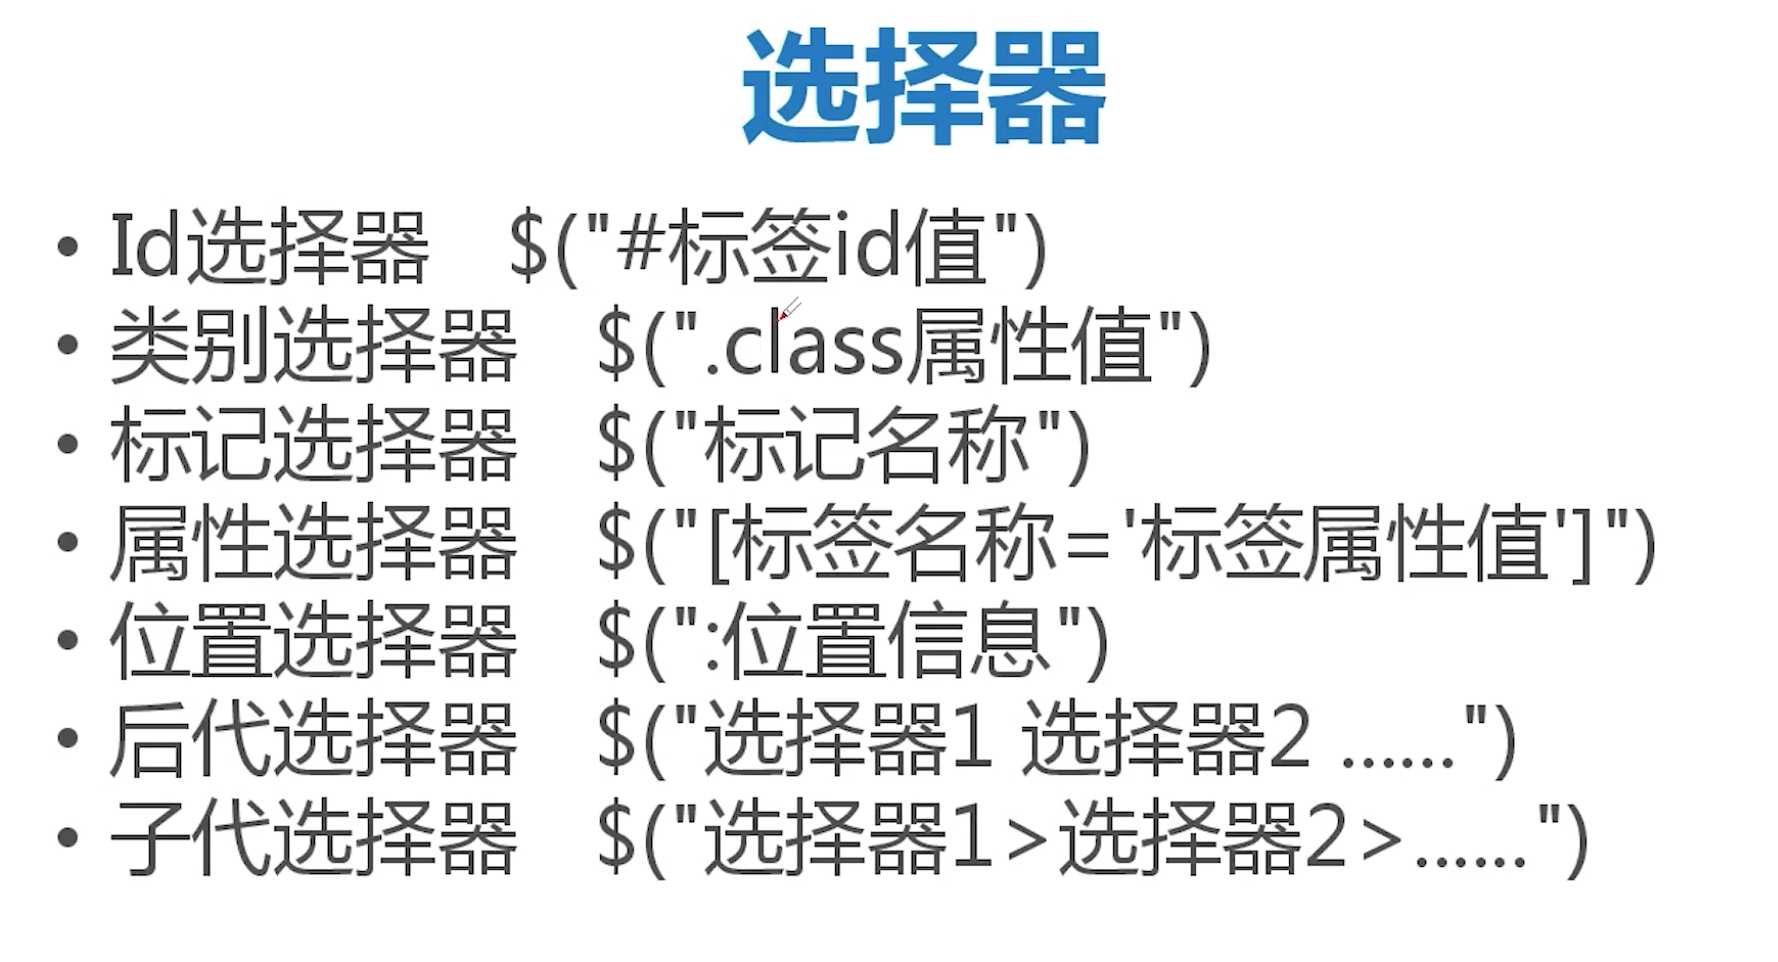 选择器
• Id选择器 $("#标签id值")
• 类别选择器 $(".class属性值")
• 标记选择器 $("标记名称")
• 属性选择器 $("[标签名称='标签属性值']")
• 位置选择器 $(":位置信息")
• 后代选择器 $("选择器1 选择器2 ......")
• 子代选择器 $("选择器1>选择器2>......")